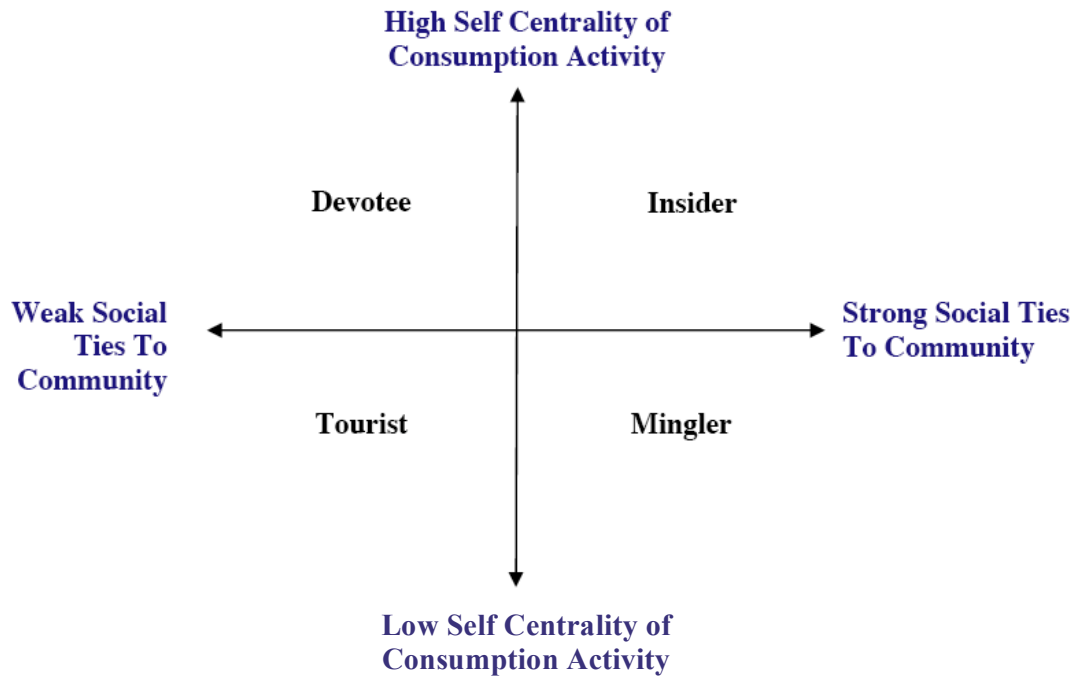 High Self Centrality of
Consumption Activity
Devotee
Insider
Weak Social
Ties To
Community
Strong Social Ties
To Community
Tourist
Mingler
Low Self Centrality of
Consumption Activity